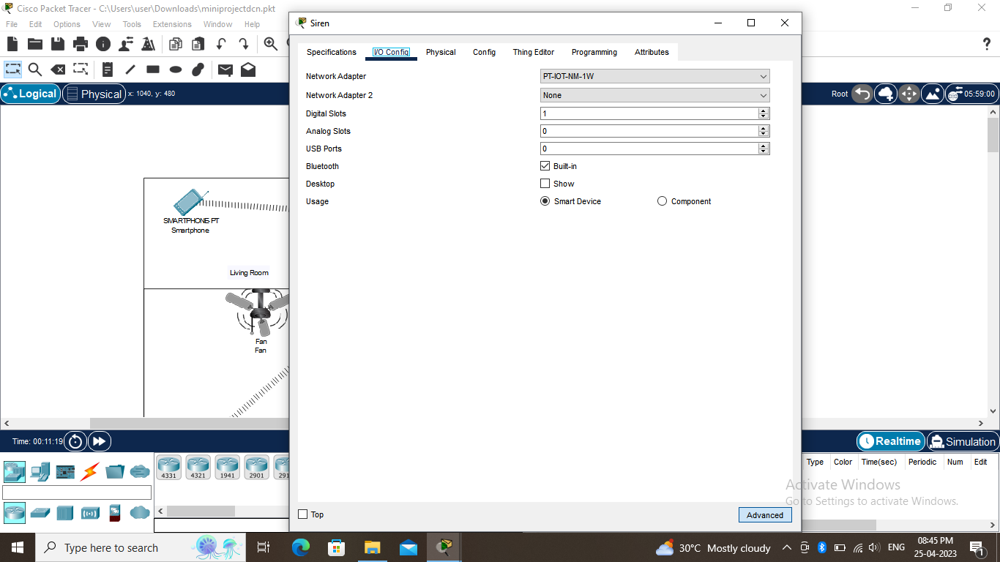 Cisco Packet Tracer - C:\Users\user\Downloads\miniprojectdcn.pkt
File Edit Options View Tools Extensions Window Help
Logical Physical x: 1040, y: 480
Root 05:59:00
SMARTPHONE-PT
Smartphone
Living Room
Fan
Fan
Siren
Specifications I/O Config Physical Config Thing Editor Programming Attributes
Network Adapter PT-IOT-NM-1W
Network Adapter 2 None
Digital Slots 1
Analog Slots 0
USB Ports 0
Bluetooth Built-in
Desktop Show
Usage Smart Device Component
Top Advanced
Time: 00:11:19
Realtime Simulation
4331 4321 1941 2901 291
Type Color Time(sec) Periodic Num Edit
Activate Windows
Go to Settings to activate Windows.
Type here to search
30°C Mostly cloudy
ENG
08:45 PM
25-04-2023
1